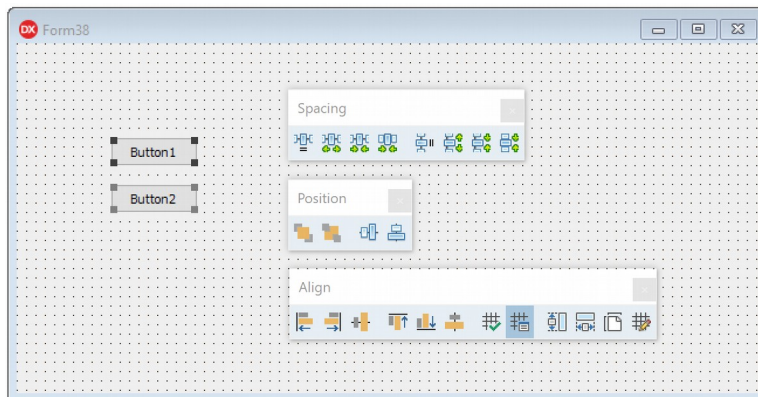 DX Form38
Spacing
Button1
Button2
Position
Align